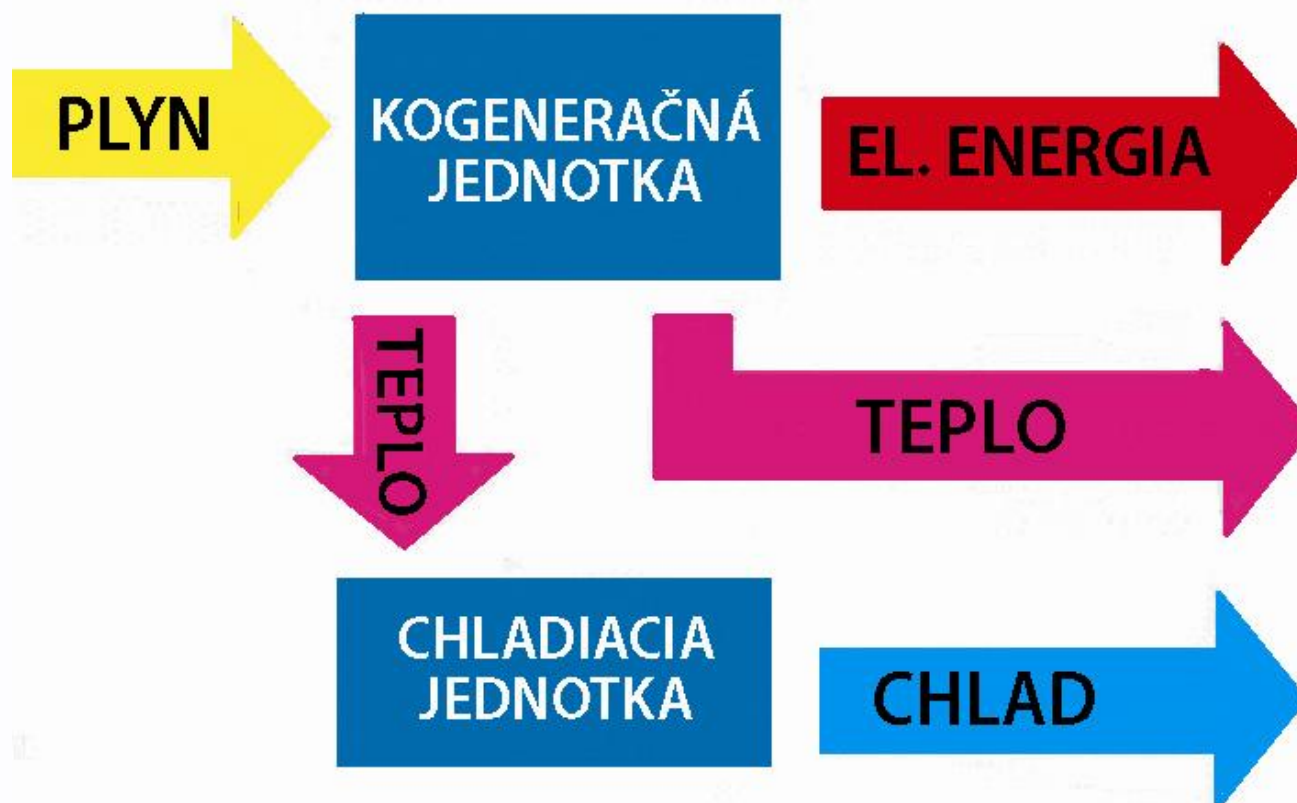 PLYN
KOGENERAČNÁ
JEDNOTKA
EL. ENERGIA
TEPLO
TEPLO
CHLADIACIA
JEDNOTKA
CHLAD